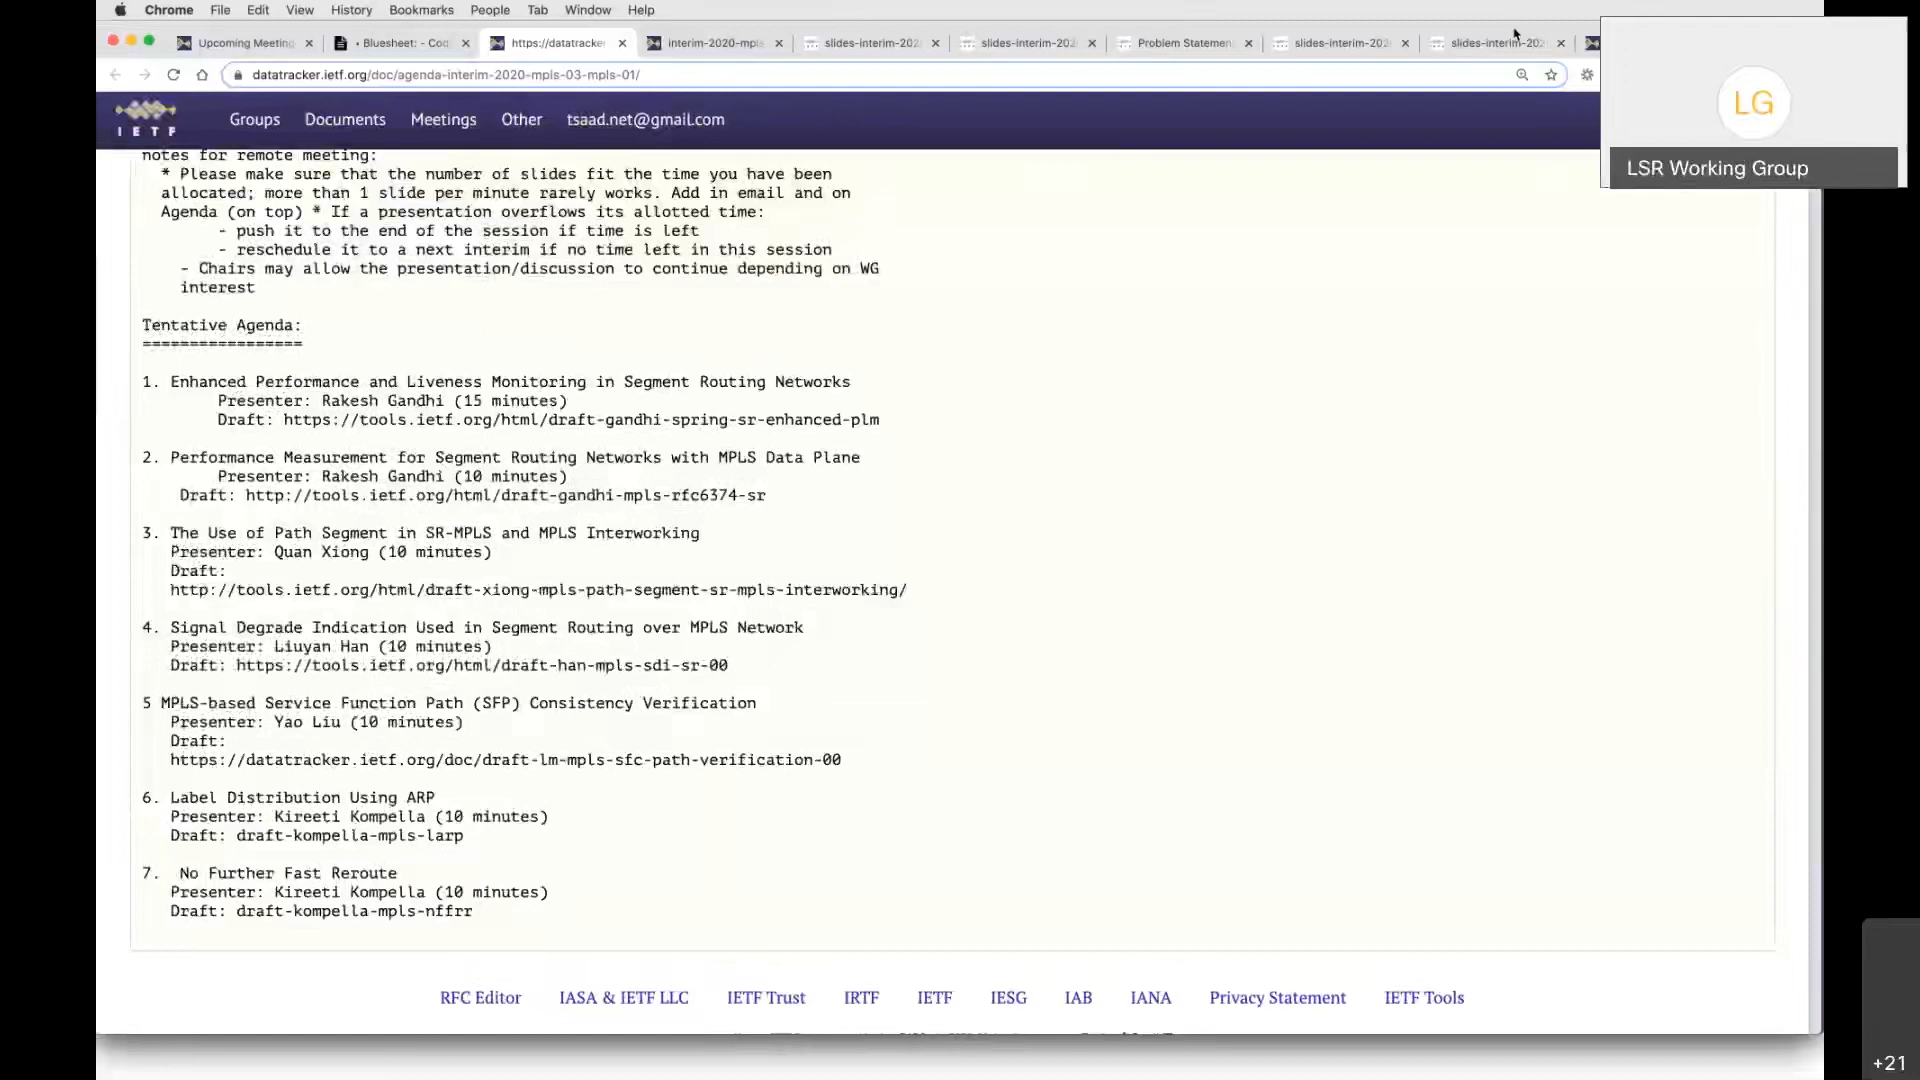 Chrome File Edit View History Bookmarks People Tab Window Help
Upcoming Meeting • Bluesheet: - Cod https://datatracker interim-2020-mpls slides-interim-202 slides-interim-202 Problem Statement slides-interim-202 slides-interim-202
datatracker.ietf.org/doc/agenda-interim-2020-mpls-03-mpls-01/
IETF Groups Documents Meetings Other tsaad.net@gmail.com
LG
LSR Working Group
notes for remote meeting:
* Please make sure that the number of slides fit the time you have been
allocated; more than 1 slide per minute rarely works. Add in email and on
Agenda (on top) * If a presentation overflows its allotted time:
- push it to the end of the session if time is left
- reschedule it to a next interim if no time left in this session
- Chairs may allow the presentation/discussion to continue depending on WG
interest
Tentative Agenda:
=================
1. Enhanced Performance and Liveness Monitoring in Segment Routing Networks
Presenter: Rakesh Gandhi (15 minutes)
Draft: https://tools.ietf.org/html/draft-gandhi-spring-sr-enhanced-plm
2. Performance Measurement for Segment Routing Networks with MPLS Data Plane
Presenter: Rakesh Gandhi (10 minutes)
Draft: http://tools.ietf.org/html/draft-gandhi-mpls-rfc6374-sr
3. The Use of Path Segment in SR-MPLS and MPLS Interworking
Presenter: Quan Xiong (10 minutes)
Draft:
http://tools.ietf.org/html/draft-xiong-mpls-path-segment-sr-mpls-interworking/
4. Signal Degrade Indication Used in Segment Routing over MPLS Network
Presenter: Liuyan Han (10 minutes)
Draft: https://tools.ietf.org/html/draft-han-mpls-sdi-sr-00
5 MPLS-based Service Function Path (SFP) Consistency Verification
Presenter: Yao Liu (10 minutes)
Draft:
https://datatracker.ietf.org/doc/draft-lm-mpls-sfc-path-verification-00
6. Label Distribution Using ARP
Presenter: Kireeti Kompella (10 minutes)
Draft: draft-kompella-mpls-larp
7. No Further Fast Reroute
Presenter: Kireeti Kompella (10 minutes)
Draft: draft-kompella-mpls-nffrr
RFC Editor IASA & IETF LLC IETF Trust IRTF IETF IESG IAB IANA Privacy Statement IETF Tools
+21